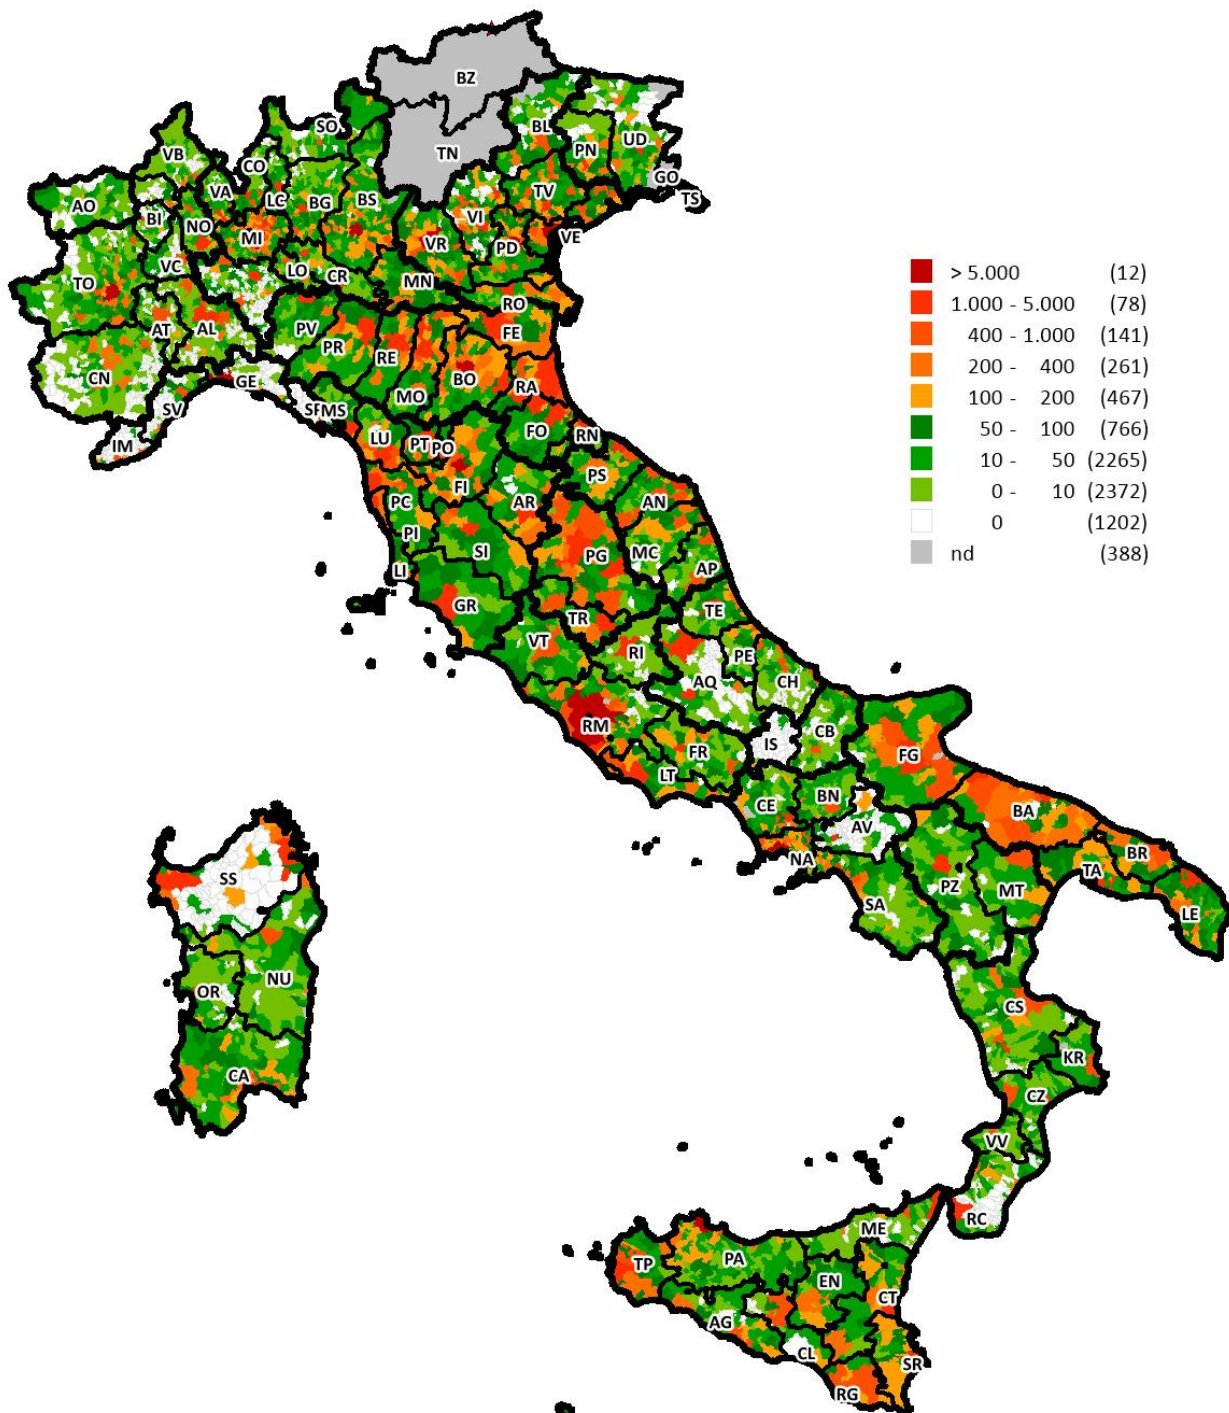 BZ
SO
BL
UD
VB
TN
PN
CO
GO
AO
VA
LC
BG
BS
TV
TS
BI
NO
MI
VI
VE
VR
PD
VC
LO
CR
MN
TO
RO
AT
AL
PV
PR
RE
FE
CN
GE
BO
RA
MO
SV
SP
MS
LU
PT
PO
FO
RN
IM
FI
PS
PC
AR
AN
PI
SI
PG
MC
LI
AP
GR
TR
TE
VT
RI
PE
AQ
CH
RM
IS
CB
FR
FG
LT
CE
BN
BA
AV
NA
BR
SS
PZ
MT
TA
SA
LE
NU
OR
CS
CA
KR
CZ
VV
RC
ME
TP
PA
EN
CT
AG
CL
SR
RG
> 5.000 (12)
1.000 - 5.000 (78)
400 - 1.000 (141)
200 - 400 (261)
100 - 200 (467)
50 - 100 (766)
10 - 50 (2265)
0 - 10 (2372)
0 (1202)
nd (388)